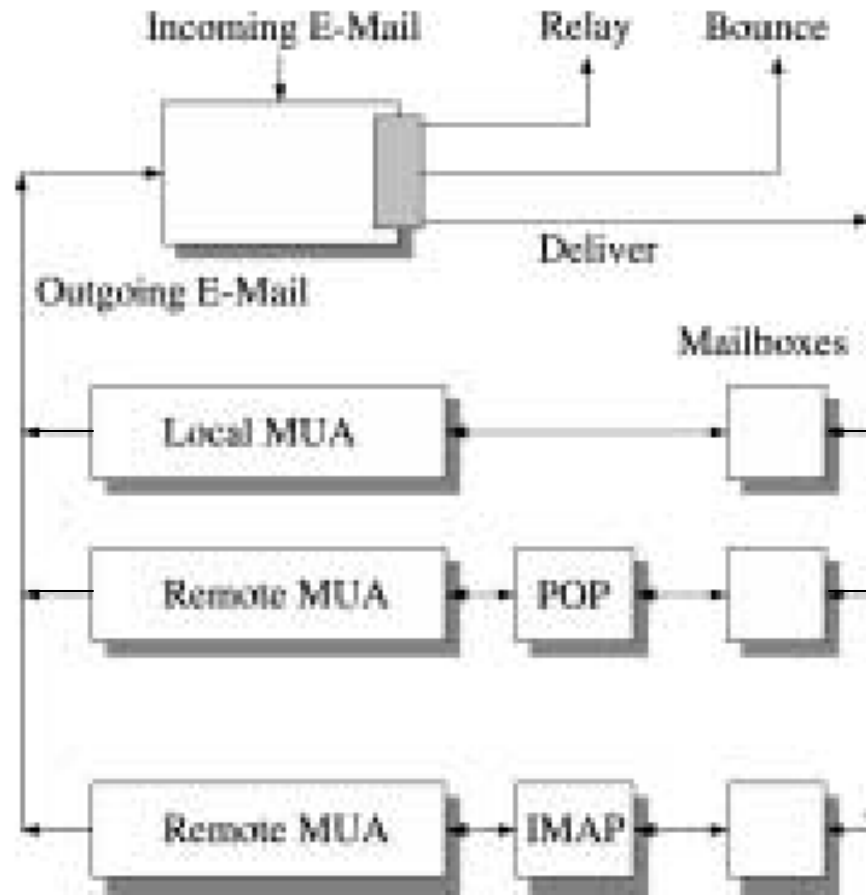 Incoming E-Mail Relay Bounce
Deliver
Outgoing E-Mail
Mailboxes
Local MUA
Remote MUA POP
Remote MUA IMAP